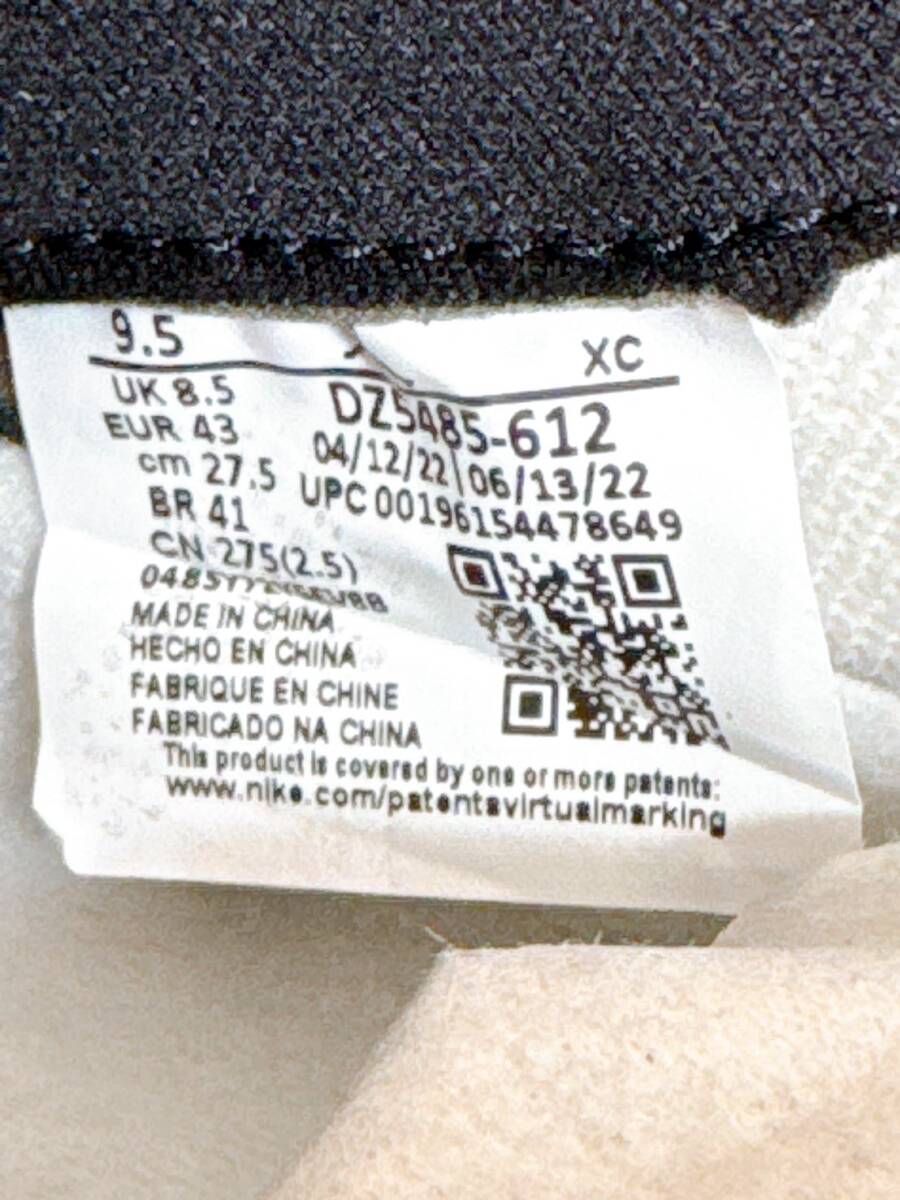 9.5 XC
UK 8.5
EUR 43
cm 27.5
BR 41
CN 275(2.5)
DZ5485-612
04/12/22 06/13/22
UPC 00196154478649
MADE IN CHINA
HECHO EN CHINA
FABRIQUE EN CHINE
FABRICADO NA CHINA
This product is covered by one or more patents:
www.nike.com/patentsvirtualmarking